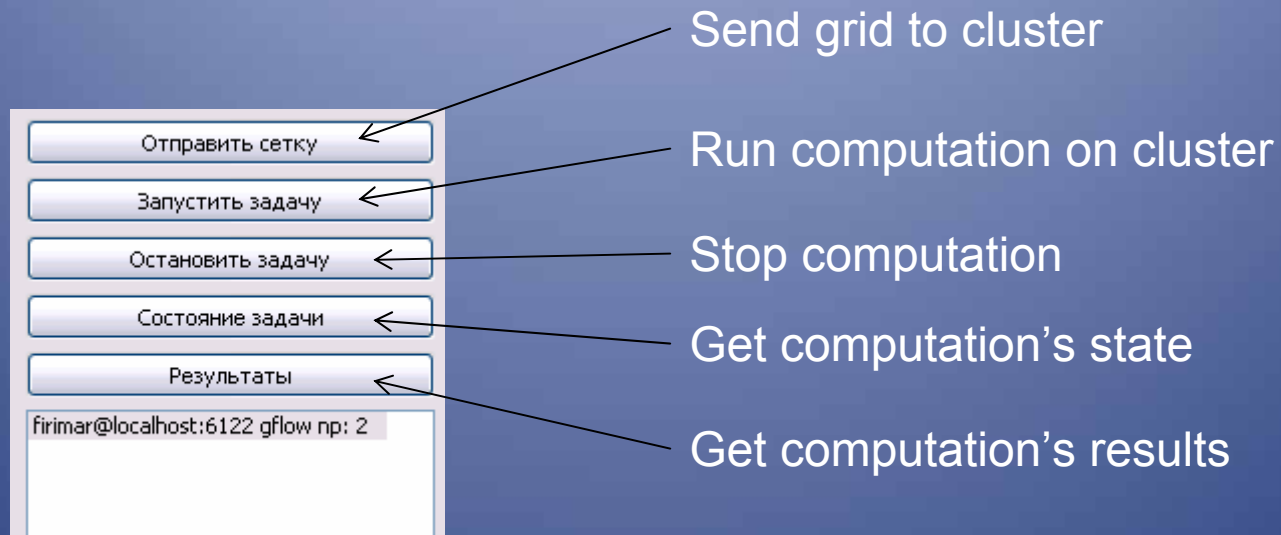 Send grid to cluster
Отправить сетку
Run computation on cluster
Запустить задачу
Stop computation
Остановить задачу
Get computation’s state
Состояние задачи
Get computation’s results
Результаты
firimar@localhost:6122 gflow np: 2